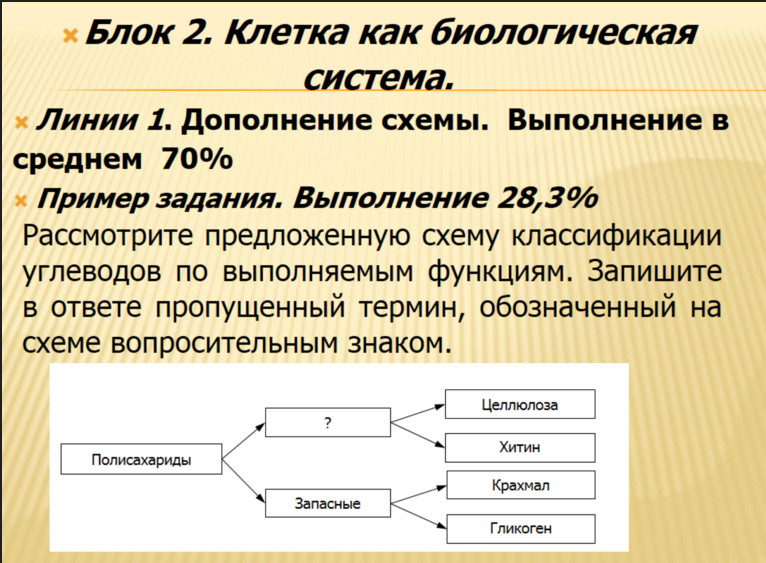 Блок 2. Клетка как биологическая
система.
Линии 1. Дополнение схемы. Выполнение в
среднем 70%
Пример задания. Выполнение 28,3%
Рассмотрите предложенную схему классификации
углеводов по выполняемым функциям. Запишите
в ответе пропущенный термин, обозначенный на
схеме вопросительным знаком.
Целлюлоза
?
Хитин
Полисахариды
Крахмал
Запасные
Гликоген